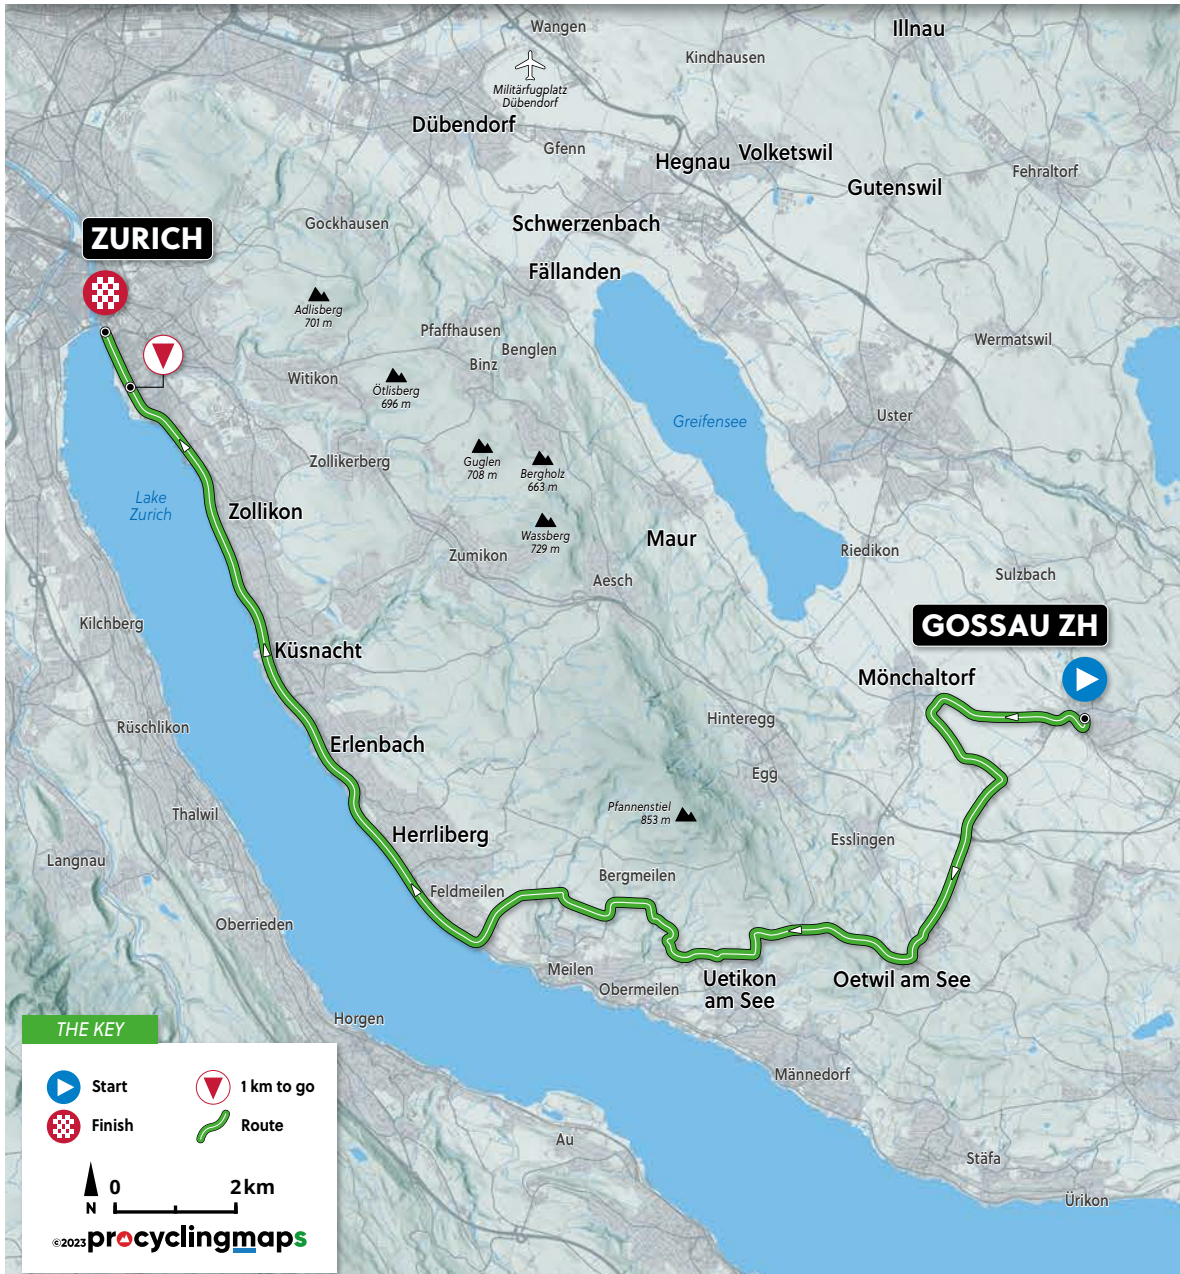 Wangen
Illnau
Kindhausen
Militärfugplatz
Dübendorf
Dübendorf
Gfenn
Hegnau
Volketswil
Fehraltorf
Gutenswil
Gockhausen
Schwerzenbach
ZURICH
Fällanden
Adlisberg
701 m
Pfaffhausen
Benglen
Binz
Wermatswil
Witikon
Ötlisberg
696 m
Greifensee
Uster
Zollikerberg
Guglen
708 m
Bergholz
663 m
Lake
Zurich
Zollikon
Wassberg
729 m
Maur
Zumikon
Riedikon
Aesch
Sulzbach
Kilchberg
GOSSAU ZH
Küsnacht
Mönchaltorf
Rüschlikon
Hinteregg
Erlenbach
Egg
Thalwil
Pfannenstiel
853 m
Herrliberg
Esslingen
Langnau
Bergmeilen
Feldmeilen
Oberrieden
Meilen
Obermeilen
Uetikon
am See
Oetwil am See
Horgen
Männedorf
Au
Stäfa
Ürikon
THE KEY
Start
1 km to go
Finish
Route
N
0
2 km
©2023 procyclingmaps